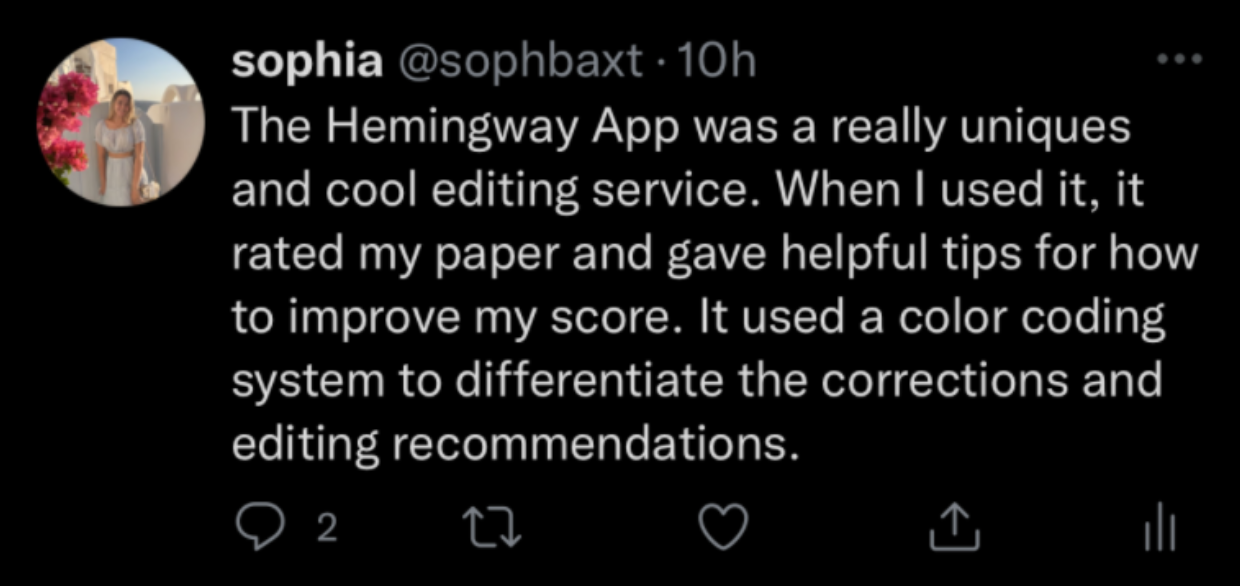 sophia @sophbaxt · 10h
The Hemingway App was a really uniques
and cool editing service. When I used it, it
rated my paper and gave helpful tips for how
to improve my score. It used a color coding
system to differentiate the corrections and
editing recommendations.
2